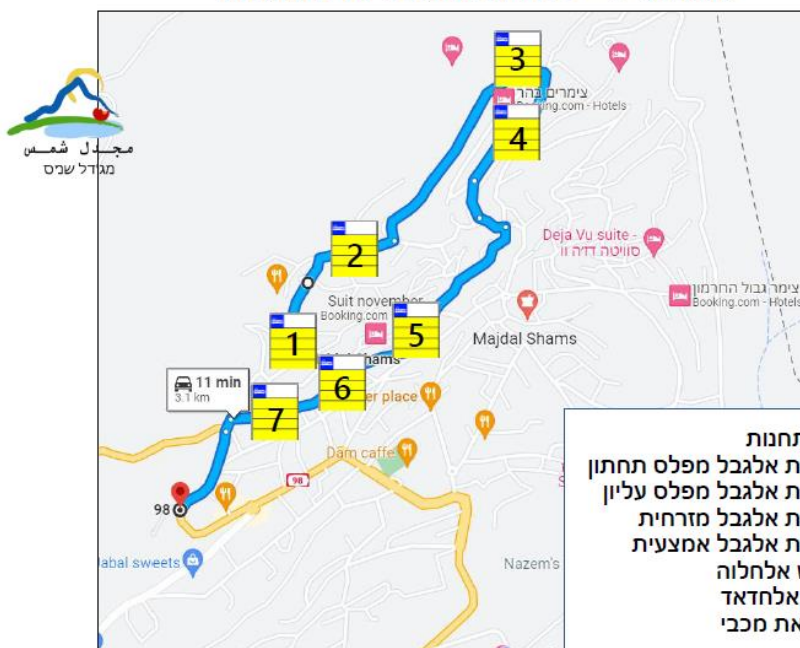 3
צימרים בהר
Booking.com - Hotels
4
مجدل شمس
מג'דל שמס
Deja Vu suite -
סוויטה דז'ה וו
2
צימר גבול החרמון
Booking.com - Hotels
Suit november
Booking.com
1
5
Majdal Shams
6
11 min
3.1 km
7
place
Dam caffe
98
98
Jabal sweets
Nazem's
ת אלגבל מפלס תחתון
ת אלגבל מפלס עליון
ת אלגבל מזרחית
ת אלגבל אמצעית
אלחלוה
אלחדאד
את מכבי